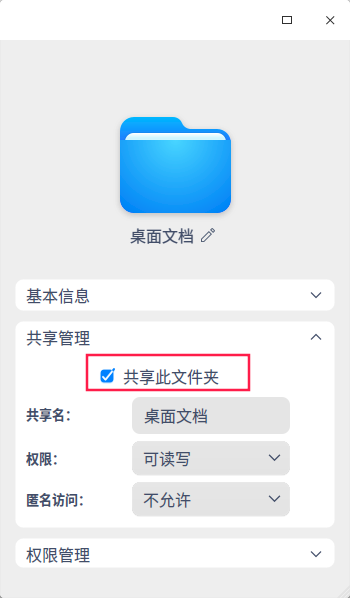 桌面文档
基本信息
共享管理
共享此文件夹
共享名： 桌面文档
权限： 可读写
匿名访问： 不允许
权限管理